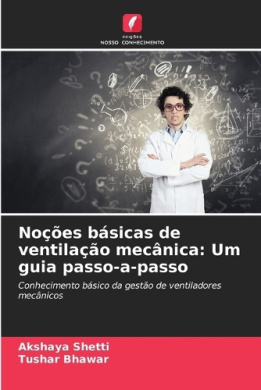 edições
NOSSO CONHECIMENTO
Noções básicas de
ventilação mecânica: Um
guia passo-a-passo
Conhecimento básico da gestão de ventiladores
mecânicos
Akshaya Shetti
Tushar Bhawar